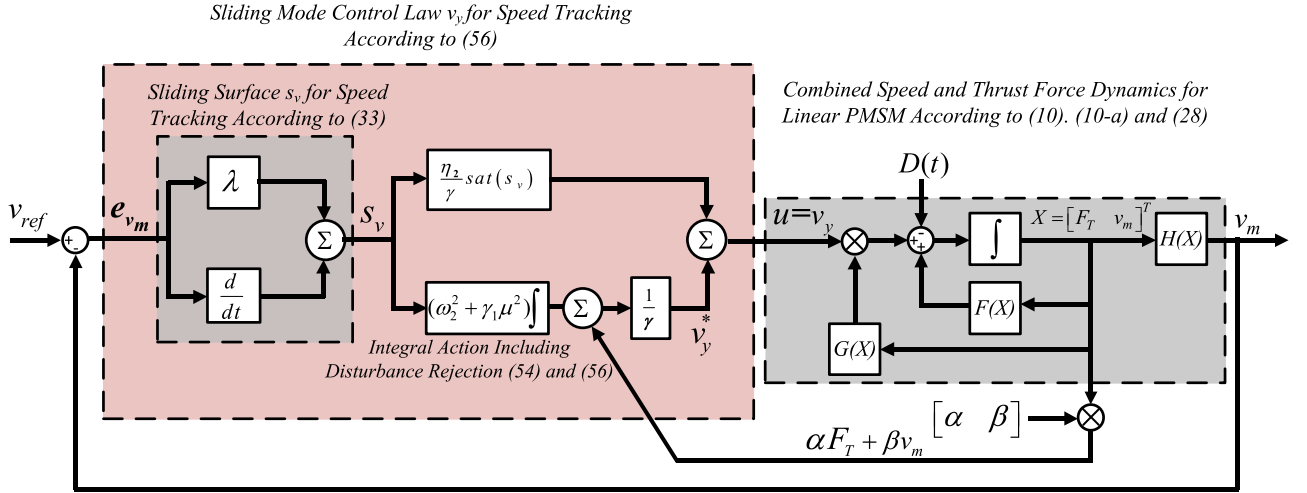 Sliding Mode Control Law v_y for Speed Tracking
According to (56)
Sliding Surface s_v for Speed
Tracking According to (33)
Combined Speed and Thrust Force Dynamics for
Linear PMSM According to (10). (10-a) and (28)
D(t)
v_ref
+
-
e_{v_m}
λ
d/dt
Σ
s_v
η_2/γ sat(s_v)
(ω_2^2 + γ_1μ^2)∫
Σ
1/γ
v_y^*
Σ
Integral Action Including
Disturbance Rejection (54) and (56)
u=v_y
+ - +
∫
X = [F_T v_m]^T
H(X)
v_m
F(X)
G(X)
[α β]
αF_T + βv_m